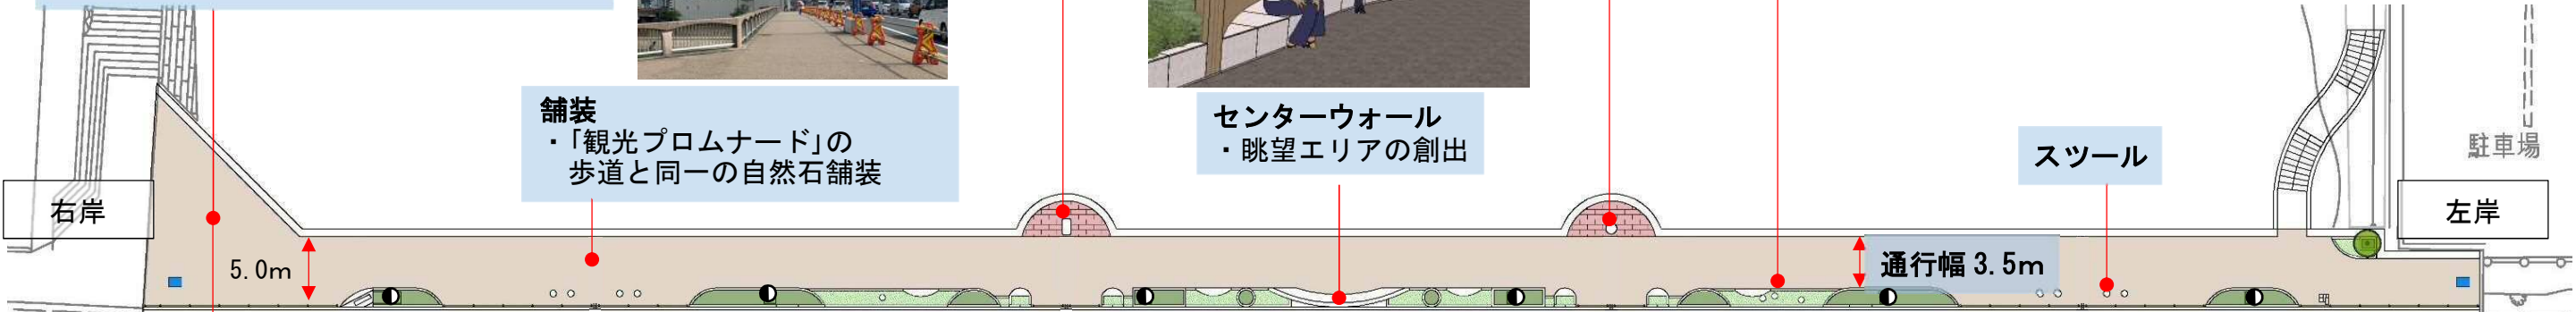 舗装
・「観光プロムナード」の
歩道と同一の自然石舗装
センターウォール
・眺望エリアの創出
スツール
駐車場
右岸
左岸
5.0m
通行幅 3.5m